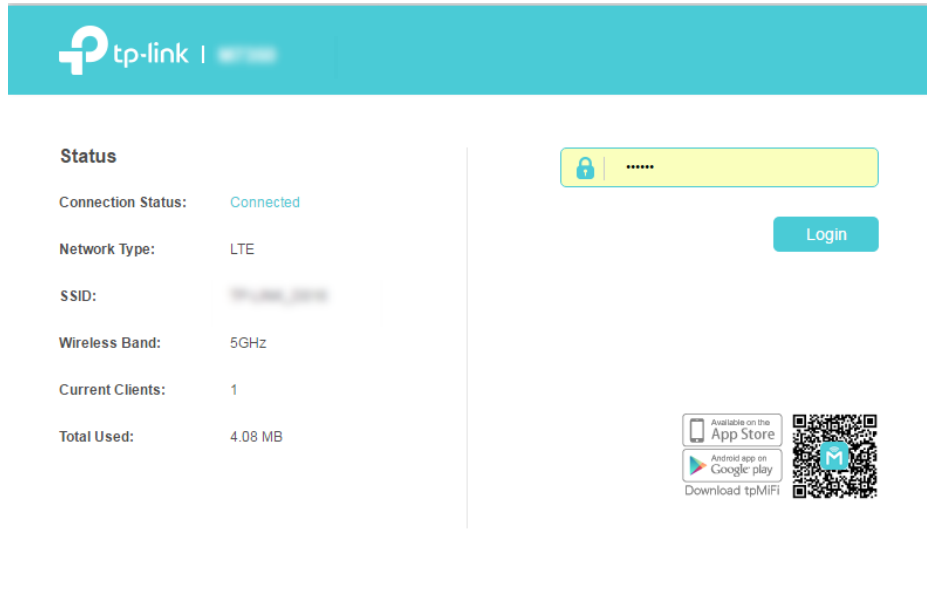 tp-link |
Status
Connection Status: Connected
Network Type: LTE
SSID:
Wireless Band: 5GHz
Current Clients: 1
Total Used: 4.08 MB
••••••
Login
Available on the
App Store
Android app on
Google play
Download tpMiFi